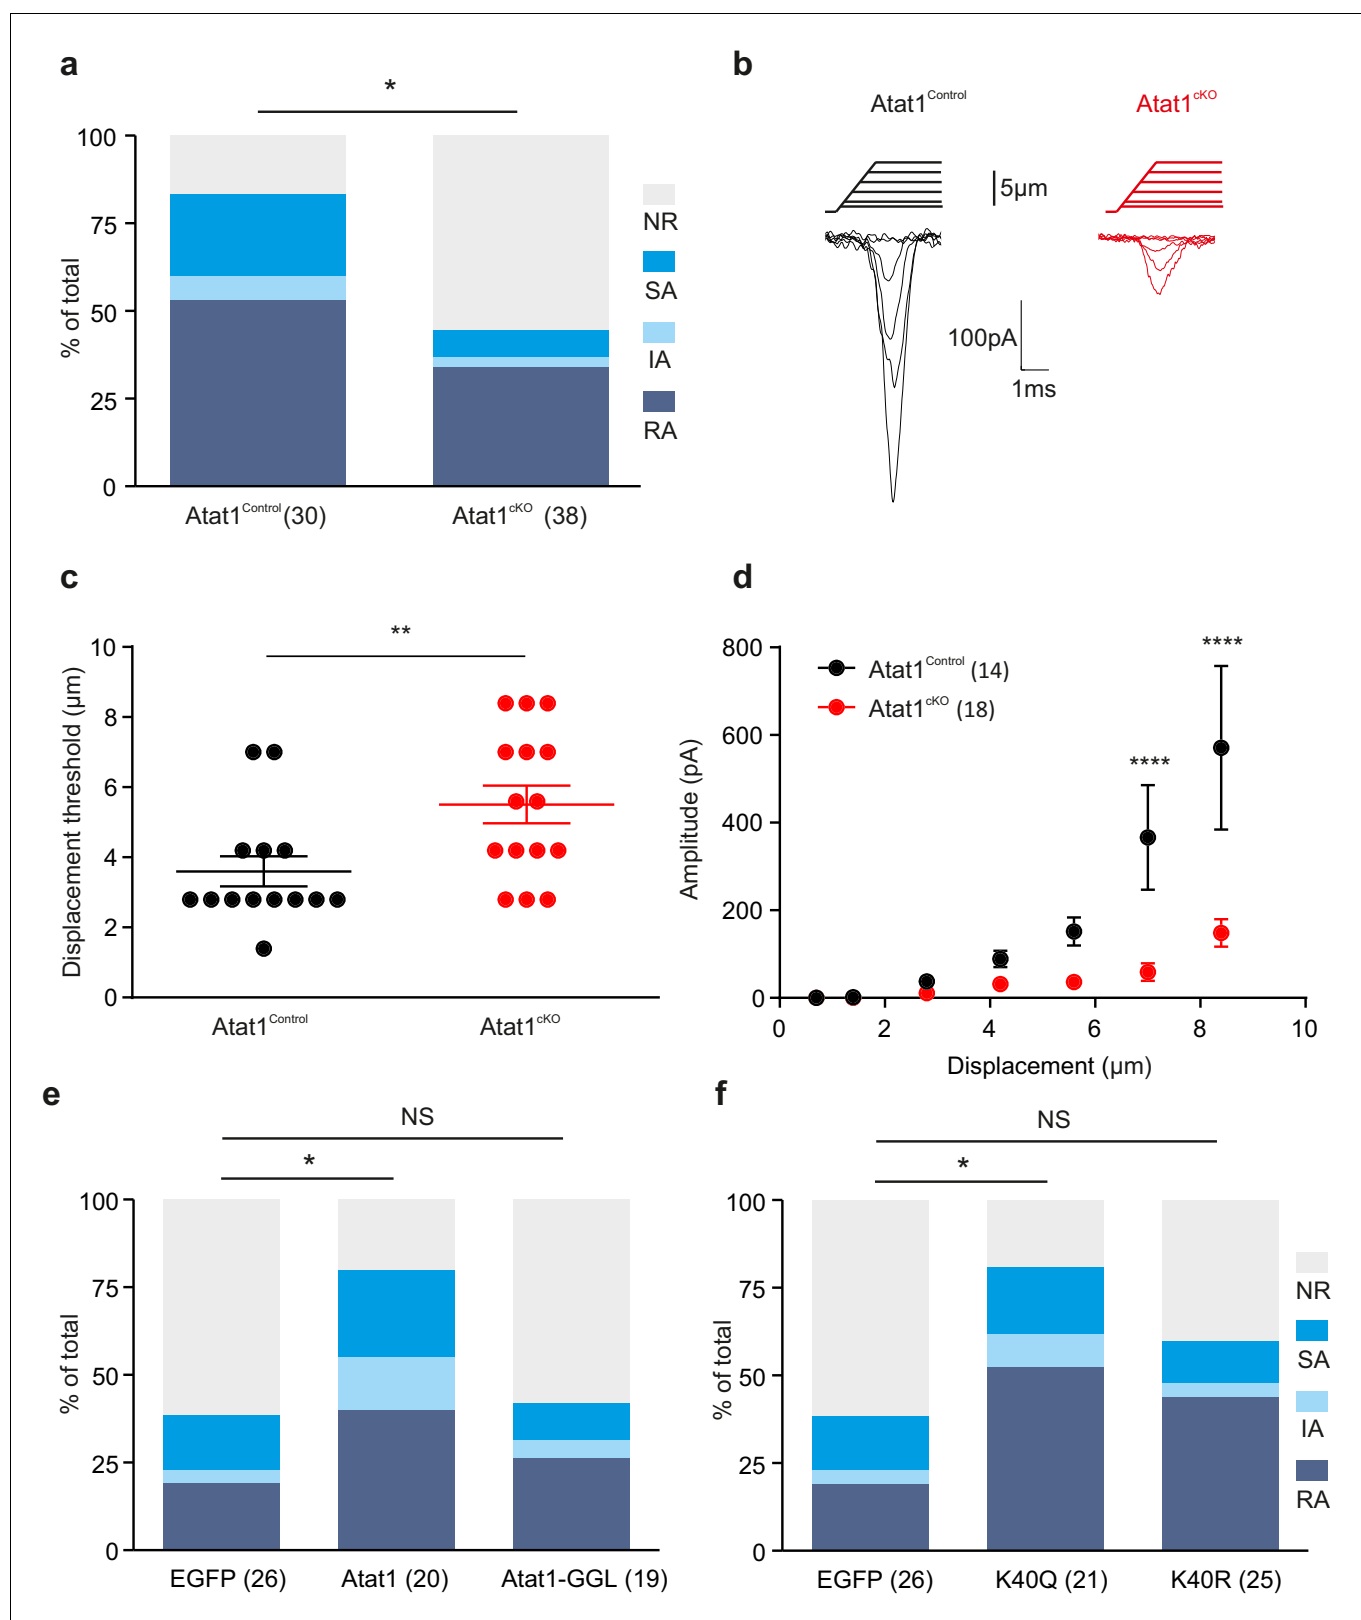 a
*
100
75
50
25
0
% of total
NR
SA
IA
RA
Atat1Control (30)
Atat1cKO (38)
b
Atat1Control
Atat1cKO
5µm
100pA
1ms
c
**
10
8
6
4
2
0
Displacement threshold (µm)
Atat1Control
Atat1cKO
d
800
600
400
200
0
Amplitude (pA)
Atat1Control (14)
Atat1cKO (18)
****
****
0 2 4 6 8 10
Displacement (µm)
e
NS
*
100
75
50
25
0
% of total
EGFP (26)
Atat1 (20)
Atat1-GGL (19)
f
NS
*
100
75
50
25
0
% of total
NR
SA
IA
RA
EGFP (26)
K40Q (21)
K40R (25)